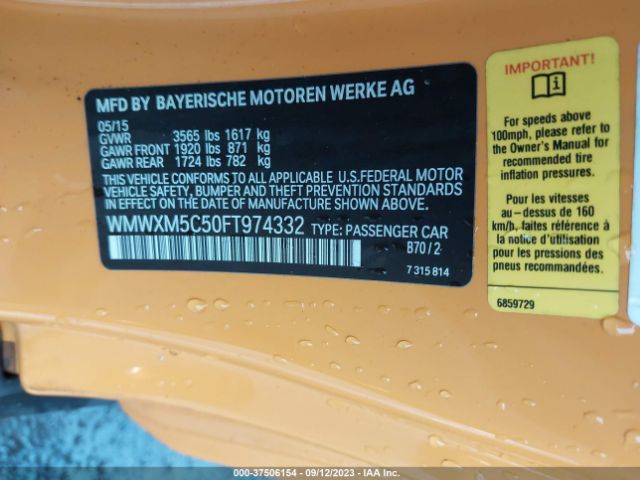 MFD BY BAYERISCHE MOTOREN WERKE AG
05/15
GVWR 3565 lbs 1617 kg
GAWR FRONT 1920 lbs 871 kg
GAWR REAR 1724 lbs 782 kg
THIS VEHICLE CONFORMS TO ALL APPLICABLE U.S.FEDERAL MOTOR
VEHICLE SAFETY, BUMPER AND THEFT PREVENTION STANDARDS
IN EFFECT ON THE DATE OF MANUFACTURE SHOWN ABOVE.
WMWXM5C50FT974332 TYPE: PASSENGER CAR
B70/2
7 315 814
IMPORTANT!
For speeds above
100mph, please refer to
the Owner's Manual for
recommended tire
inflation pressures.
Pour les vitesses
au-dessus de 160
km/h, faites référence à
la notice d'utilisation
pour les pressions des
pneus recommandées.
6859729
000-37506154 - 09/12/2023 - IAA Inc.